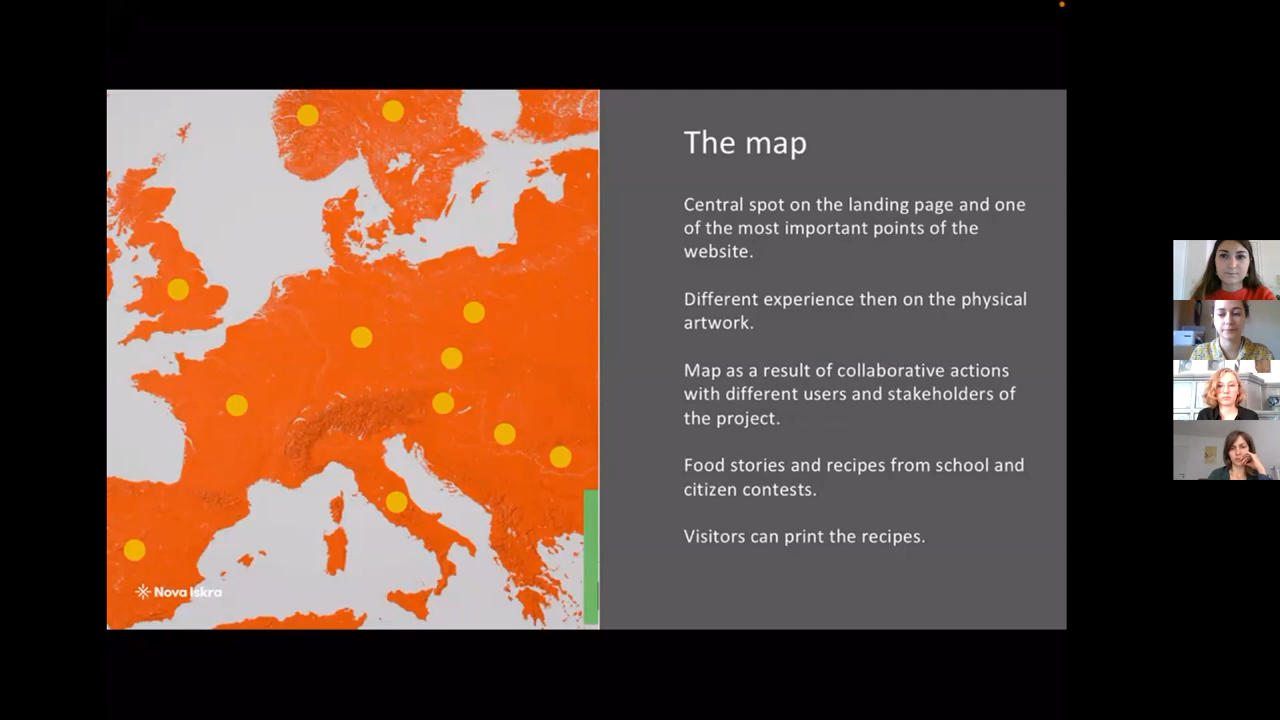 The map
Central spot on the landing page and one
of the most important points of the
website.
Different experience then on the physical
artwork.
Map as a result of collaborative actions
with different users and stakeholders of
the project.
Food stories and recipes from school and
citizen contests.
Visitors can print the recipes.
Nova Iskra